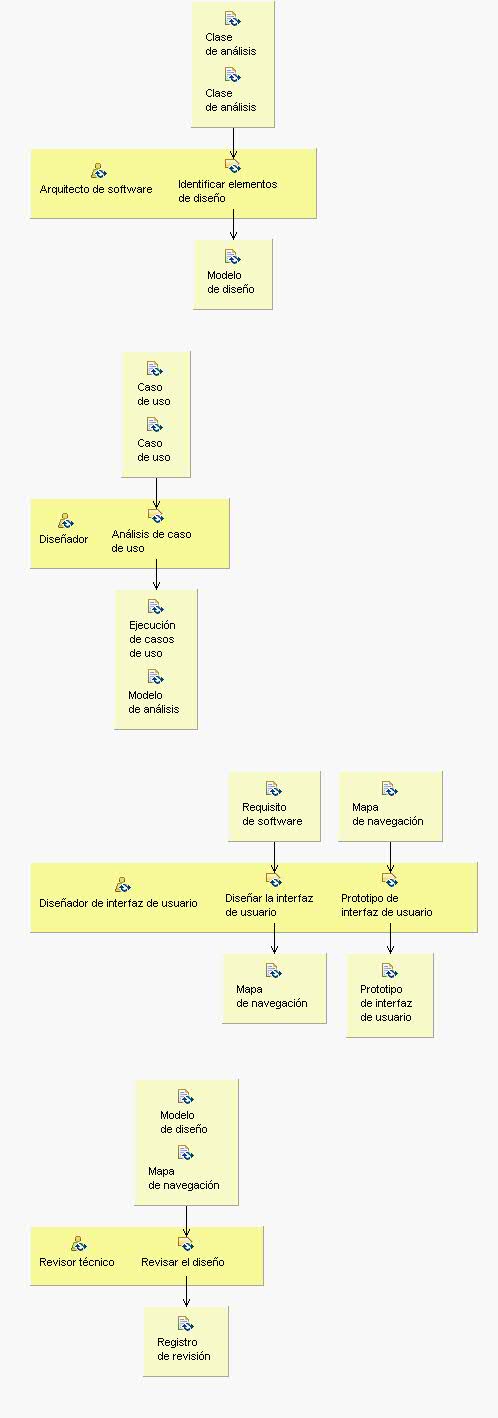 Clase
de análisis
Clase
de análisis
Arquitecto de software
Identificar elementos
de diseño
Modelo
de diseño
Caso
de uso
Caso
de uso
Diseñador
Análisis de caso
de uso
Ejecución
de casos
de uso
Modelo
de análisis
Requisito
de software
Mapa
de navegación
Diseñador de interfaz de usuario
Diseñar la interfaz
de usuario
Prototipo de
interfaz de usuario
Mapa
de navegación
Prototipo
de interfaz
de usuario
Modelo
de diseño
Mapa
de navegación
Revisor técnico
Revisar el diseño
Registro
de revisión